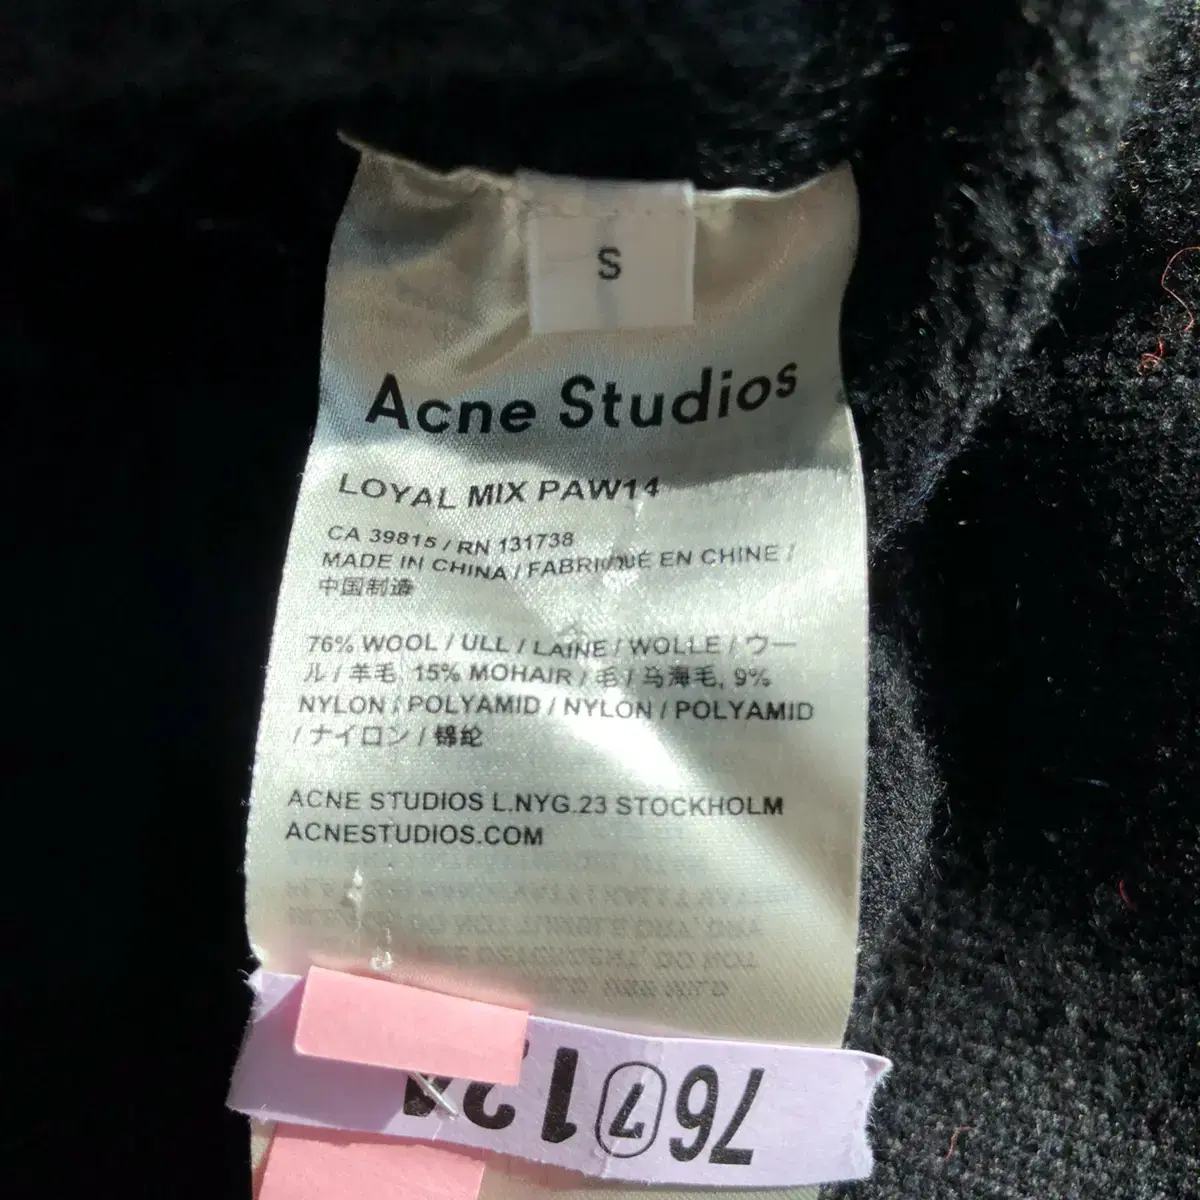 S
Acne Studios
LOYAL MIX PAW14
CA 39815 / RN 131738
MADE IN CHINA / FABRIQUÉ EN CHINE /
中国制造
76% WOOL / ULL / LAINE / WOLLE / ウー
ル / 羊毛, 15% MOHAIR / 毛 / 马海毛, 9%
NYLON / POLYAMID / NYLON / POLYAMID
/ ナイロン / 锦纶
ACNE STUDIOS L.NYG.23 STOCKHOLM
ACNESTUDIOS.COM